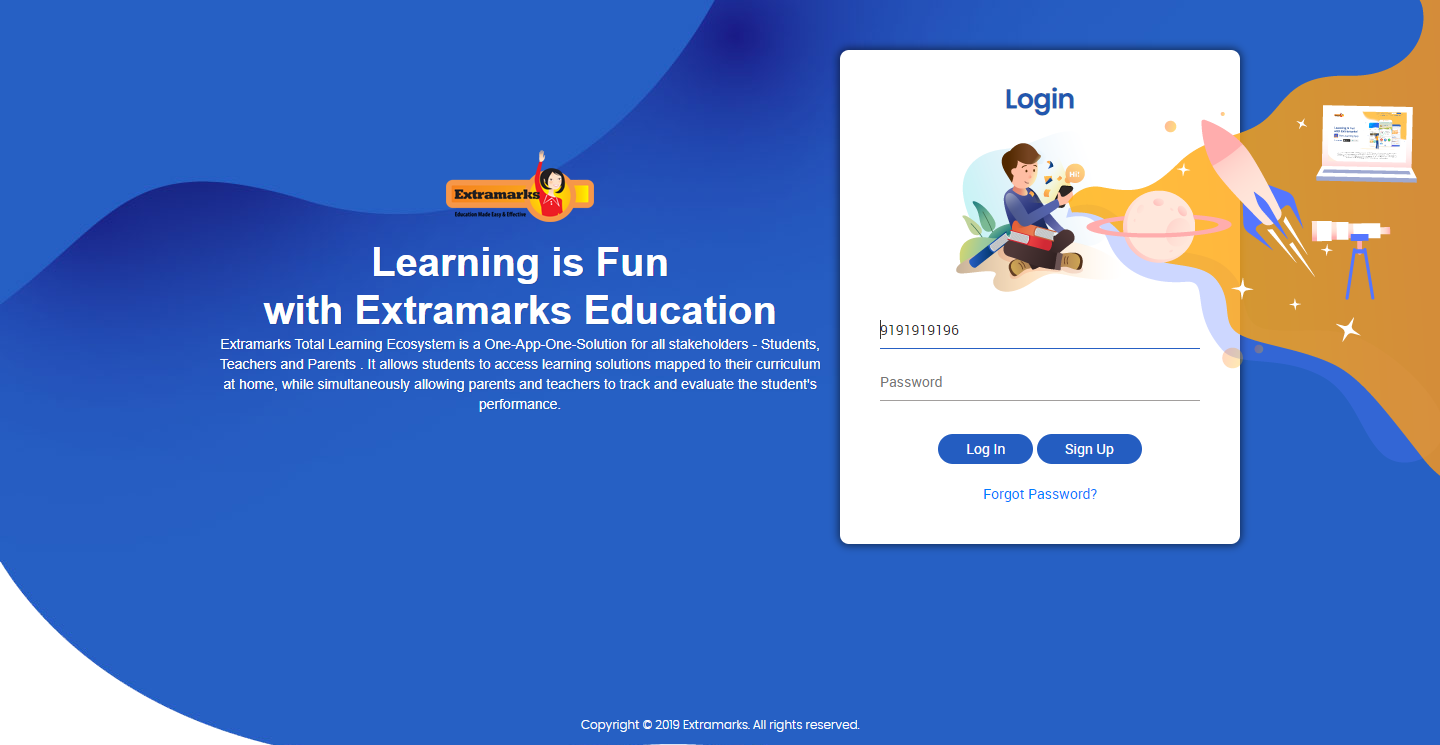 Extramarks
Education Made Easy & Effective
Learning is Fun
with Extramarks Education
Extramarks Total Learning Ecosystem is a One-App-One-Solution for all stakeholders - Students,
Teachers and Parents . It allows students to access learning solutions mapped to their curriculum
at home, while simultaneously allowing parents and teachers to track and evaluate the student's
performance.
Login
Hi!
9191919196
Password
Log In Sign Up
Forgot Password?
Copyright © 2019 Extramarks. All rights reserved.